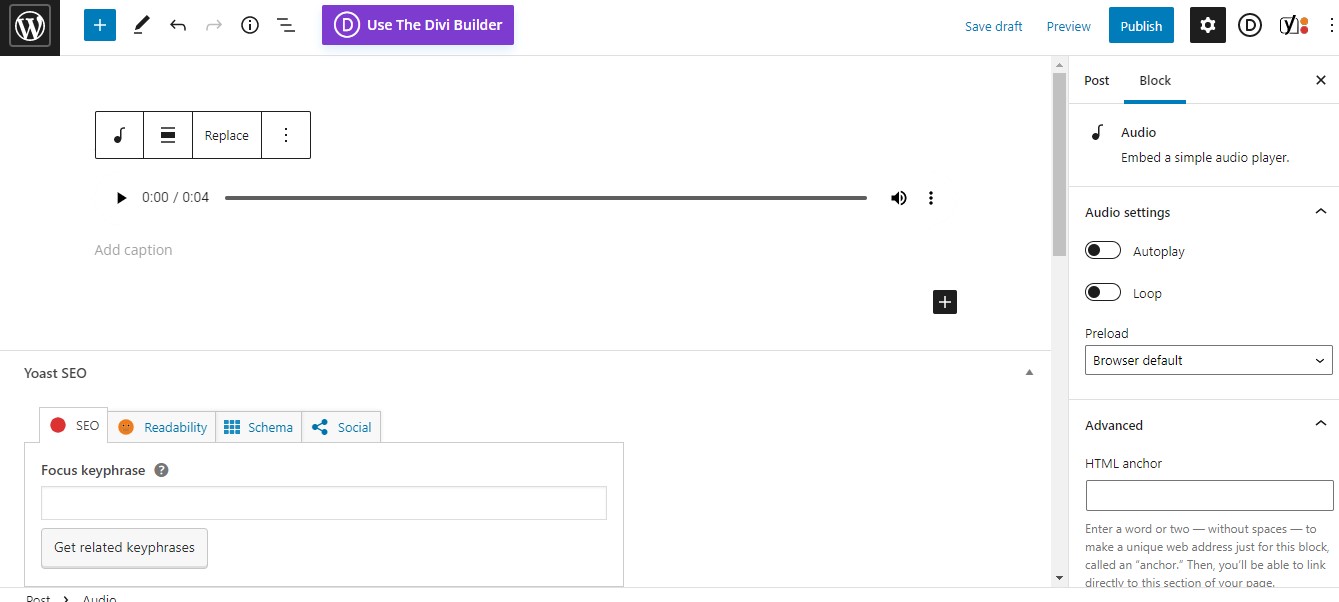 Use The Divi Builder
Save draft
Preview
Publish
Replace
0:00 / 0:04
Add caption
Yoast SEO
SEO
Readability
Schema
Social
Focus keyphrase
Get related keyphrases
Post
Block
Audio
Embed a simple audio player.
Audio settings
Autoplay
Loop
Preload
Browser default
Advanced
HTML anchor
Enter a word or two — without spaces — to
make a unique web address just for this block,
called an “anchor.” Then, you’ll be able to link
directly to this section of your page.
Post
Audio